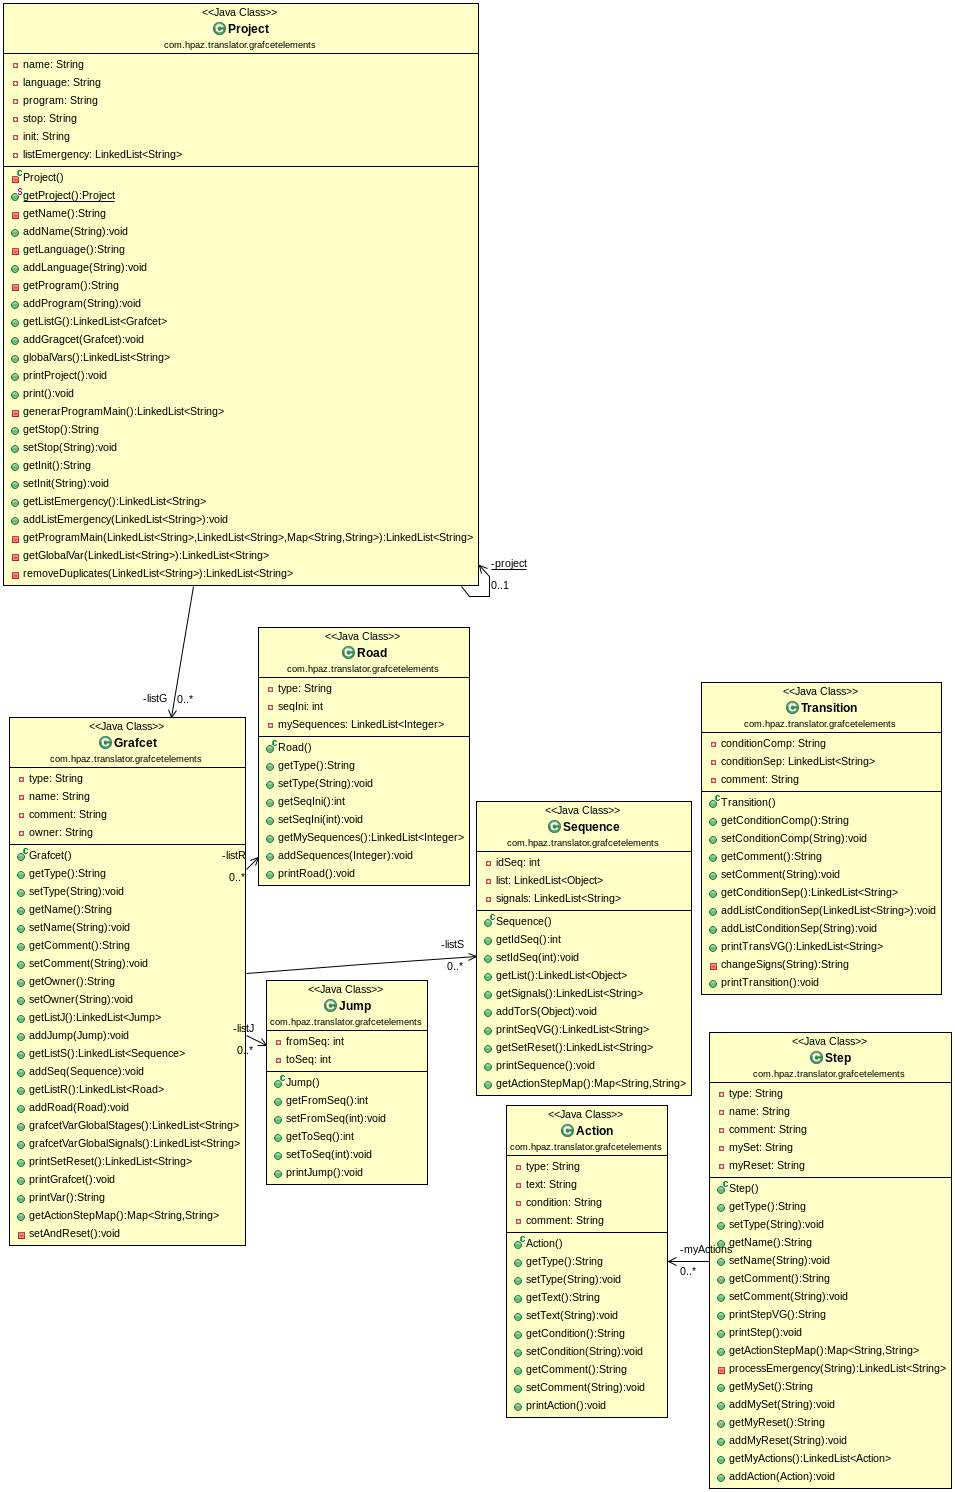 <<Java Class>>
Project
com.hpaz.translator.grafcetelements
name: String
language: String
program: String
stop: String
init: String
listEmergency: LinkedList<String>
Project()
getProject():Project
getName():String
addName(String):void
getLanguage():String
addLanguage(String):void
getProgram():String
addProgram(String):void
getListG():LinkedList<Grafcet>
addGragcet(Grafcet):void
globalVars():LinkedList<String>
printProject():void
print():void
generarProgramMain():LinkedList<String>
getStop():String
setStop(String):void
getInit():String
setInit(String):void
getListEmergency():LinkedList<String>
addListEmergency(LinkedList<String>):void
getProgramMain(LinkedList<String>,LinkedList<String>,Map<String,String>):LinkedList<String>
getGlobalVar(LinkedList<String>):LinkedList<String>
removeDuplicates(LinkedList<String>):LinkedList<String>
-project
0..1
-listG
0..*
<<Java Class>>
Grafcet
com.hpaz.translator.grafcetelements
type: String
name: String
comment: String
owner: String
Grafcet()
getType():String
setType(String):void
getName():String
setName(String):void
getComment():String
setComment(String):void
getOwner():String
setOwner(String):void
getListJ():LinkedList<Jump>
addJump(Jump):void
getListS():LinkedList<Sequence>
addSeq(Sequence):void
getListR():LinkedList<Road>
addRoad(Road):void
grafcetVarGlobalStages():LinkedList<String>
grafcetVarGlobalSignals():LinkedList<String>
printSetReset():LinkedList<String>
printGrafcet():void
printVar():String
getActionStepMap():Map<String,String>
setAndReset():void
-listR
0..*
-listS
0..*
-listJ
0..*
<<Java Class>>
Road
com.hpaz.translator.grafcetelements
type: String
seqIni: int
mySequences: LinkedList<Integer>
Road()
getType():String
setType(String):void
getSeqIni():int
setSeqIni(int):void
getMySequences():LinkedList<Integer>
addSequences(Integer):void
printRoad():void
<<Java Class>>
Jump
com.hpaz.translator.grafcetelements
fromSeq: int
toSeq: int
Jump()
getFromSeq():int
setFromSeq(int):void
getToSeq():int
setToSeq(int):void
printJump():void
<<Java Class>>
Sequence
com.hpaz.translator.grafcetelements
idSeq: int
list: LinkedList<Object>
signals: LinkedList<String>
Sequence()
getIdSeq():int
setIdSeq(int):void
getList():LinkedList<Object>
getSignals():LinkedList<String>
addTorS(Object):void
printSeqVG():LinkedList<String>
getSetReset():LinkedList<String>
printSequence():void
getActionStepMap():Map<String,String>
<<Java Class>>
Action
com.hpaz.translator.grafcetelements
type: String
text: String
condition: String
comment: String
Action()
getType():String
setType(String):void
getText():String
setText(String):void
getCondition():String
setCondition(String):void
getComment():String
setComment(String):void
printAction():void
<<Java Class>>
Transition
com.hpaz.translator.grafcetelements
conditionComp: String
conditionSep: LinkedList<String>
comment: String
Transition()
getConditionComp():String
setConditionComp(String):void
getComment():String
setComment(String):void
getConditionSep():LinkedList<String>
addListConditionSep(LinkedList<String>):void
addListConditionSep(String):void
printTransVG():LinkedList<String>
changeSigns(String):String
printTransition():void
<<Java Class>>
Step
com.hpaz.translator.grafcetelements
type: String
name: String
comment: String
mySet: String
myReset: String
Step()
getType():String
setType(String):void
getName():String
setName(String):void
getComment():String
setComment(String):void
printStepVG():String
printStep():void
getActionStepMap():Map<String,String>
processEmergency(String):LinkedList<String>
getMySet():String
addMySet(String):void
getMyReset():String
addMyReset(String):void
getMyActions():LinkedList<Action>
addAction(Action):void
-myActions
0..*